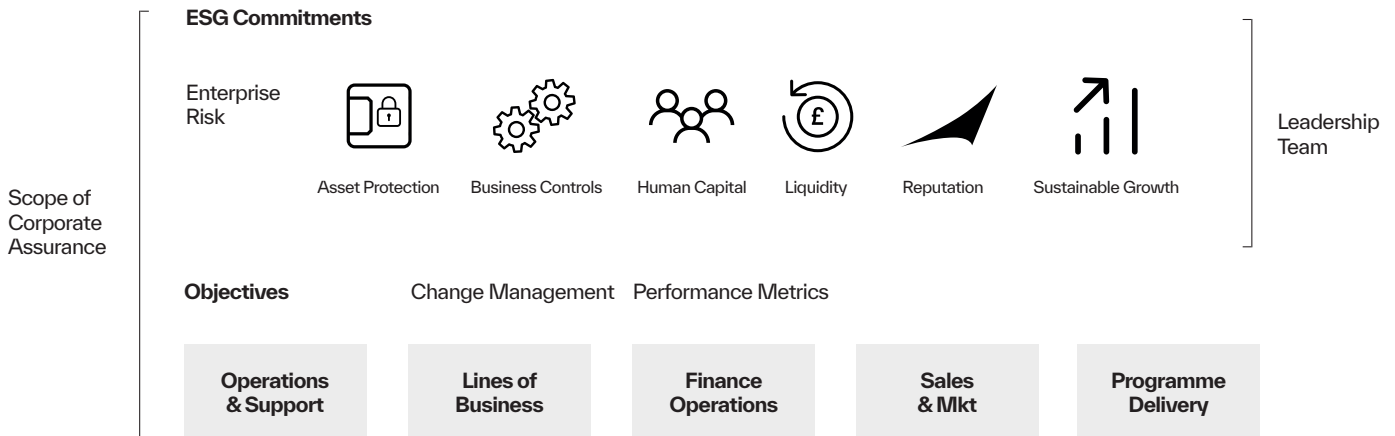 ESG Commitments
Enterprise
Risk
£
Asset Protection
Business Controls
Human Capital
Liquidity
Reputation
Sustainable Growth
Leadership
Team
Scope of
Corporate
Assurance
Objectives
Change Management
Performance Metrics
Operations
& Support
Lines of
Business
Finance
Operations
Sales
& Mkt
Programme
Delivery